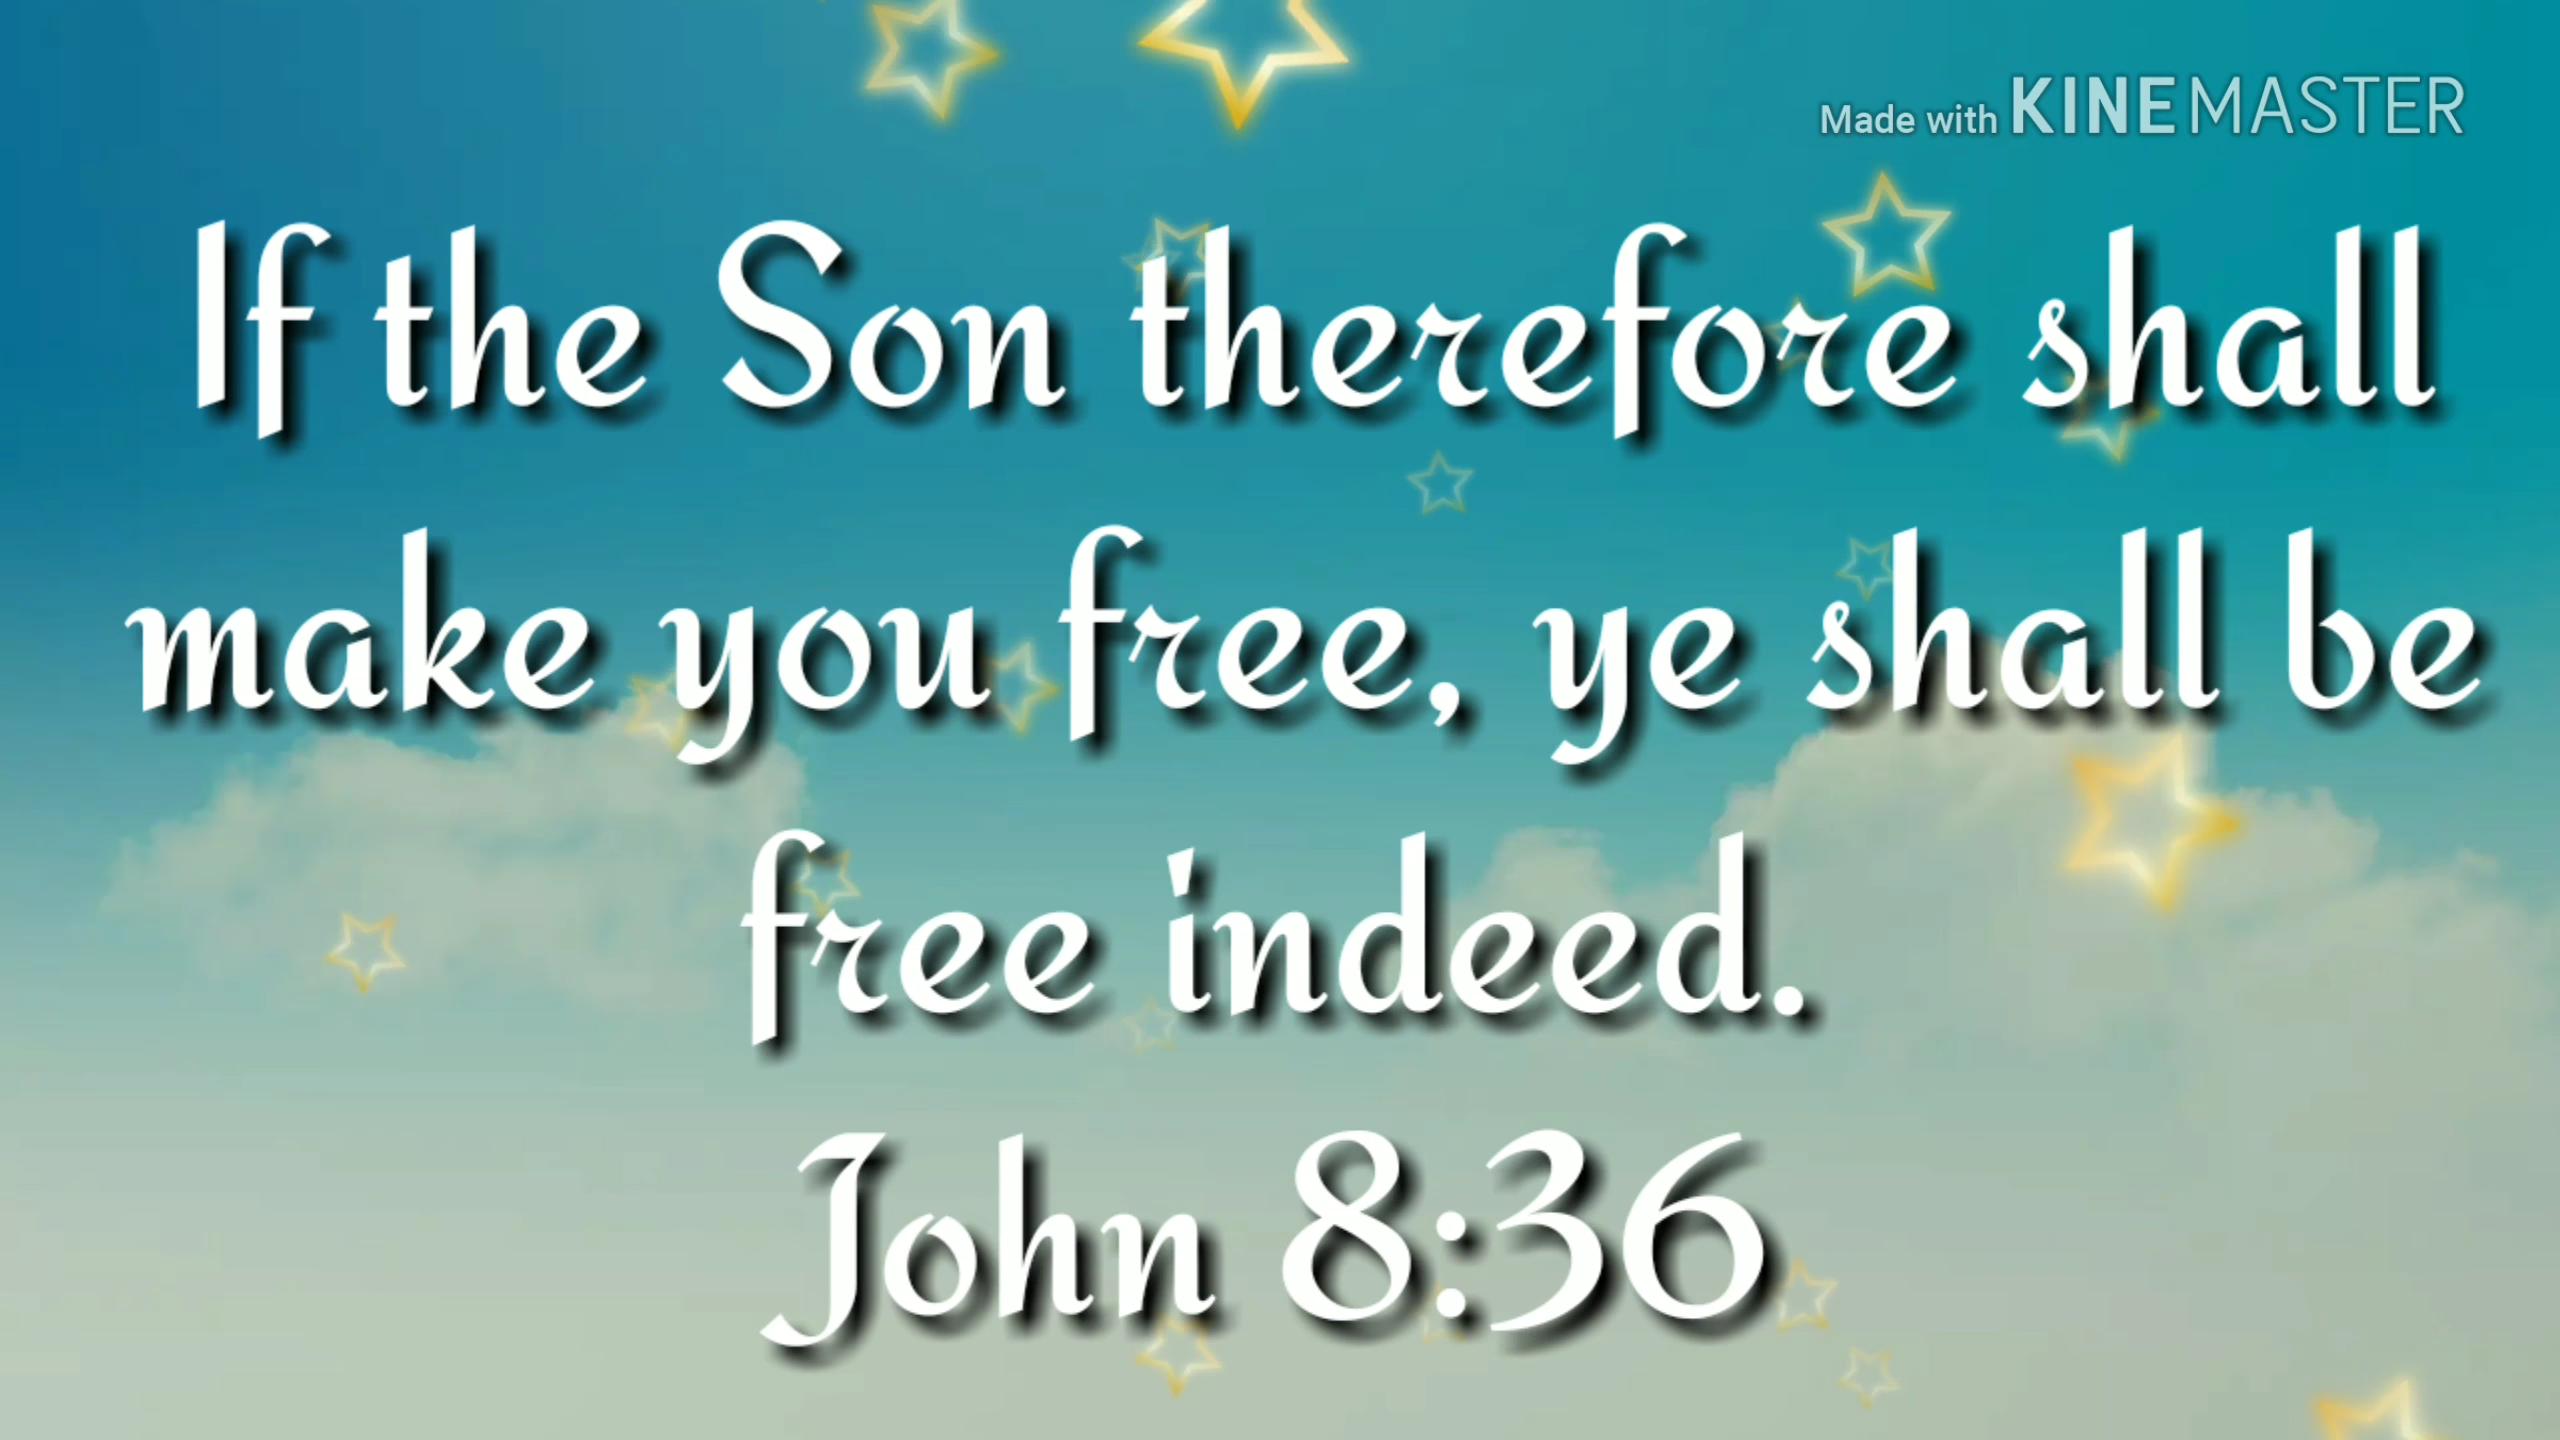 Made with KINEMASTER
If the Son therefore shall
make you free, ye shall be
free indeed.
John 8:36